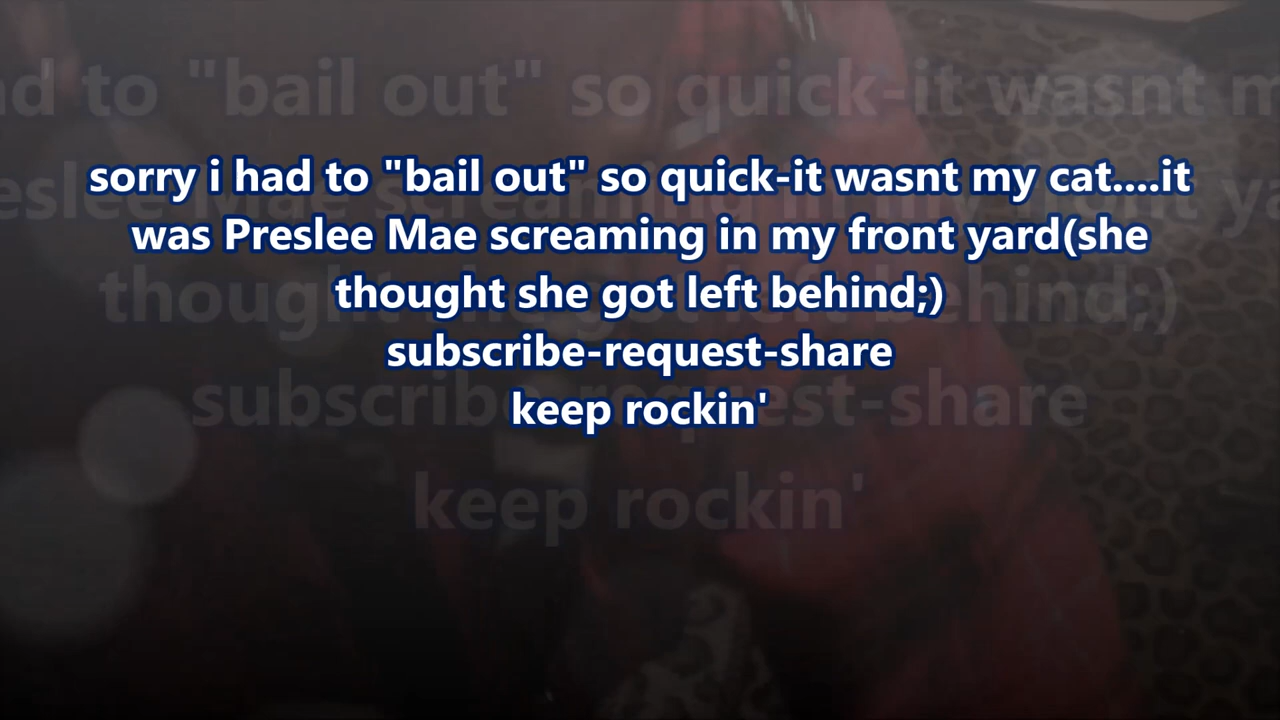 sorry i had to "bail out" so quick-it wasnt my cat....it
was Preslee Mae screaming in my front yard(she
thought she got left behind;)
subscribe-request-share
keep rockin'